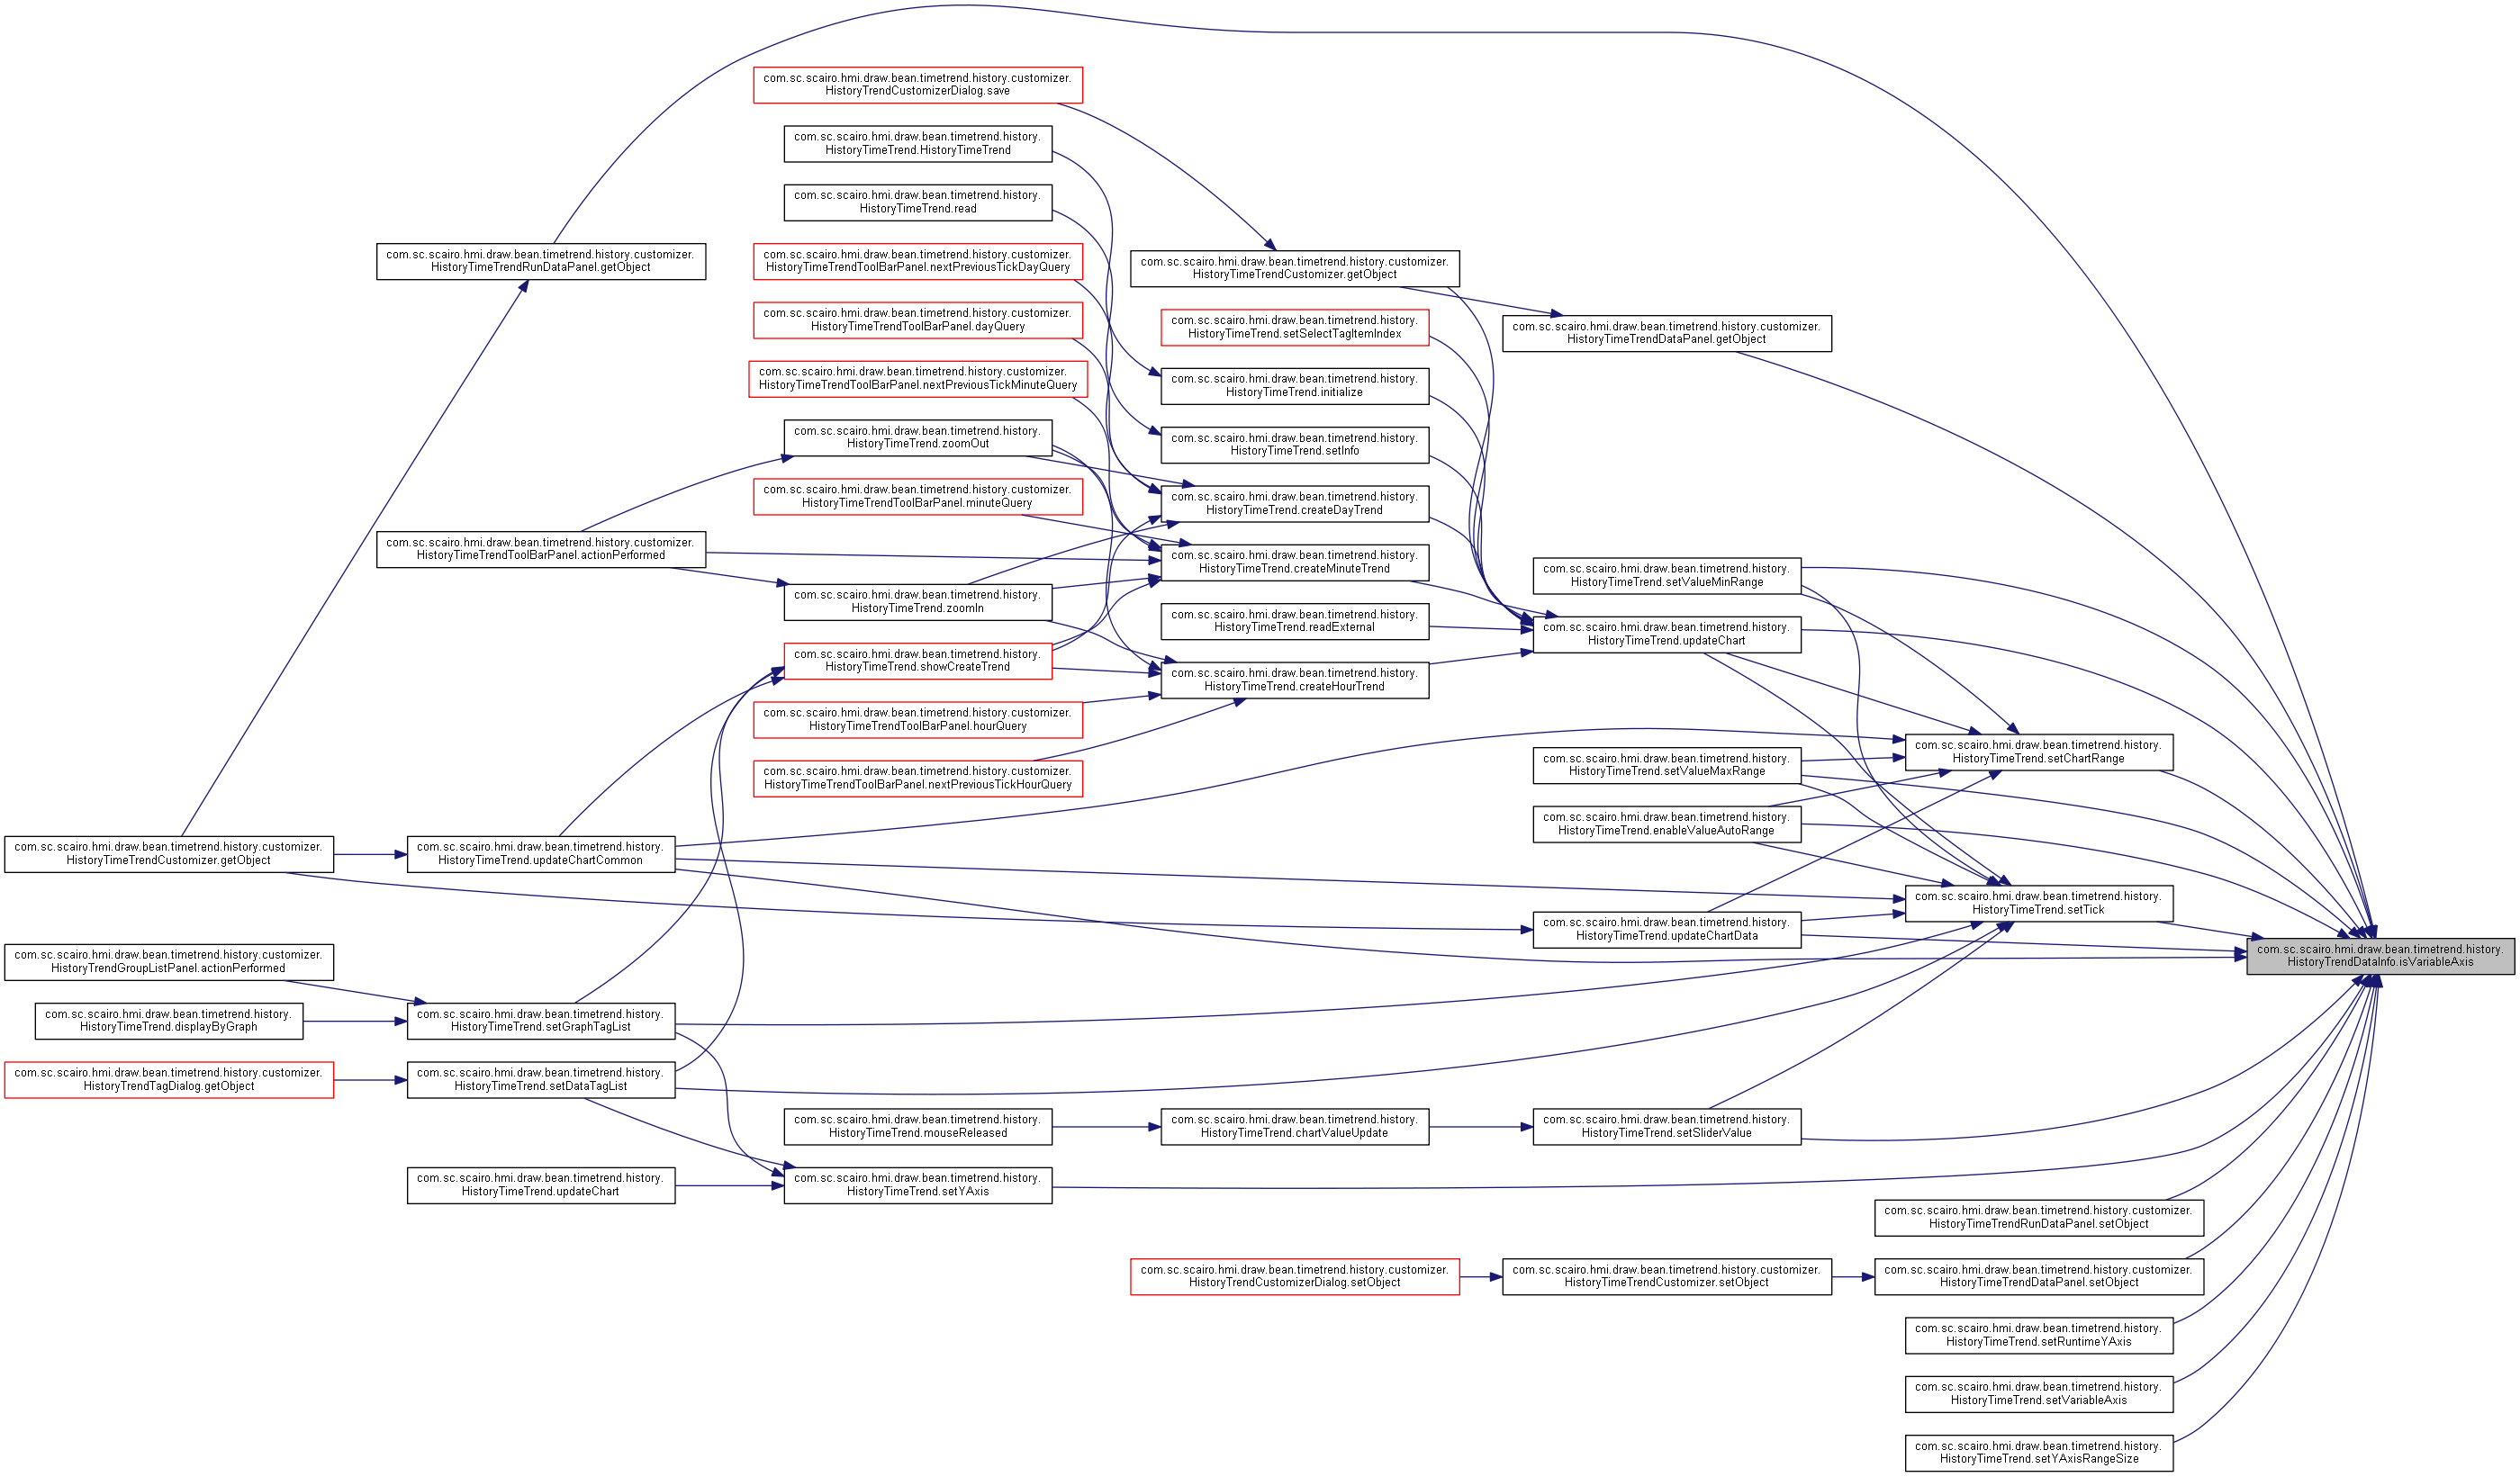 com.sc.scairo.hmi.draw.bean.timetrend.history.customizer.
HistoryTrendCustomizerDialog.save
com.sc.scairo.hmi.draw.bean.timetrend.history.
HistoryTimeTrend.HistoryTimeTrend
com.sc.scairo.hmi.draw.bean.timetrend.history.
HistoryTimeTrend.read
com.sc.scairo.hmi.draw.bean.timetrend.history.customizer.
HistoryTimeTrendRunDataPanel.getObject
com.sc.scairo.hmi.draw.bean.timetrend.history.customizer.
HistoryTimeTrendToolBarPanel.nextPreviousTickDayQuery
com.sc.scairo.hmi.draw.bean.timetrend.history.customizer.
HistoryTimeTrendCustomizer.getObject
com.sc.scairo.hmi.draw.bean.timetrend.history.customizer.
HistoryTimeTrendToolBarPanel.dayQuery
com.sc.scairo.hmi.draw.bean.timetrend.history.
HistoryTimeTrend.setSelectTagItemIndex
com.sc.scairo.hmi.draw.bean.timetrend.history.customizer.
HistoryTimeTrendDataPanel.getObject
com.sc.scairo.hmi.draw.bean.timetrend.history.customizer.
HistoryTimeTrendToolBarPanel.nextPreviousTickMinuteQuery
com.sc.scairo.hmi.draw.bean.timetrend.history.
HistoryTimeTrend.initialize
com.sc.scairo.hmi.draw.bean.timetrend.history.
HistoryTimeTrend.zoomOut
com.sc.scairo.hmi.draw.bean.timetrend.history.
HistoryTimeTrend.setInfo
com.sc.scairo.hmi.draw.bean.timetrend.history.customizer.
HistoryTimeTrendToolBarPanel.minuteQuery
com.sc.scairo.hmi.draw.bean.timetrend.history.
HistoryTimeTrend.createDayTrend
com.sc.scairo.hmi.draw.bean.timetrend.history.customizer.
HistoryTimeTrendToolBarPanel.actionPerformed
com.sc.scairo.hmi.draw.bean.timetrend.history.
HistoryTimeTrend.createMinuteTrend
com.sc.scairo.hmi.draw.bean.timetrend.history.
HistoryTimeTrend.setValueMinRange
com.sc.scairo.hmi.draw.bean.timetrend.history.
HistoryTimeTrend.zoomIn
com.sc.scairo.hmi.draw.bean.timetrend.history.
HistoryTimeTrend.readExternal
com.sc.scairo.hmi.draw.bean.timetrend.history.
HistoryTimeTrend.updateChart
com.sc.scairo.hmi.draw.bean.timetrend.history.
HistoryTimeTrend.showCreateTrend
com.sc.scairo.hmi.draw.bean.timetrend.history.
HistoryTimeTrend.createHourTrend
com.sc.scairo.hmi.draw.bean.timetrend.history.customizer.
HistoryTimeTrendToolBarPanel.hourQuery
com.sc.scairo.hmi.draw.bean.timetrend.history.
HistoryTimeTrend.setChartRange
com.sc.scairo.hmi.draw.bean.timetrend.history.customizer.
HistoryTimeTrendToolBarPanel.nextPreviousTickHourQuery
com.sc.scairo.hmi.draw.bean.timetrend.history.
HistoryTimeTrend.setValueMaxRange
com.sc.scairo.hmi.draw.bean.timetrend.history.
HistoryTimeTrend.enableValueAutoRange
com.sc.scairo.hmi.draw.bean.timetrend.history.customizer.
HistoryTimeTrendCustomizer.getObject
com.sc.scairo.hmi.draw.bean.timetrend.history.
HistoryTimeTrend.updateChartCommon
com.sc.scairo.hmi.draw.bean.timetrend.history.
HistoryTimeTrend.setTick
com.sc.scairo.hmi.draw.bean.timetrend.history.
HistoryTimeTrend.updateChartData
com.sc.scairo.hmi.draw.bean.timetrend.history.
HistoryTrendDataInfo.isVariableAxis
com.sc.scairo.hmi.draw.bean.timetrend.history.customizer.
HistoryTrendGroupListPanel.actionPerformed
com.sc.scairo.hmi.draw.bean.timetrend.history.
HistoryTimeTrend.displayByGraph
com.sc.scairo.hmi.draw.bean.timetrend.history.
HistoryTimeTrend.setGraphTagList
com.sc.scairo.hmi.draw.bean.timetrend.history.customizer.
HistoryTrendTagDialog.getObject
com.sc.scairo.hmi.draw.bean.timetrend.history.
HistoryTimeTrend.setDataTagList
com.sc.scairo.hmi.draw.bean.timetrend.history.
HistoryTimeTrend.mouseReleased
com.sc.scairo.hmi.draw.bean.timetrend.history.
HistoryTimeTrend.chartValueUpdate
com.sc.scairo.hmi.draw.bean.timetrend.history.
HistoryTimeTrend.setSliderValue
com.sc.scairo.hmi.draw.bean.timetrend.history.
HistoryTimeTrend.updateChart
com.sc.scairo.hmi.draw.bean.timetrend.history.
HistoryTimeTrend.setYAxis
com.sc.scairo.hmi.draw.bean.timetrend.history.customizer.
HistoryTimeTrendRunDataPanel.setObject
com.sc.scairo.hmi.draw.bean.timetrend.history.customizer.
HistoryTrendCustomizerDialog.setObject
com.sc.scairo.hmi.draw.bean.timetrend.history.customizer.
HistoryTimeTrendCustomizer.setObject
com.sc.scairo.hmi.draw.bean.timetrend.history.customizer.
HistoryTimeTrendDataPanel.setObject
com.sc.scairo.hmi.draw.bean.timetrend.history.
HistoryTimeTrend.setRuntimeYAxis
com.sc.scairo.hmi.draw.bean.timetrend.history.
HistoryTimeTrend.setVariableAxis
com.sc.scairo.hmi.draw.bean.timetrend.history.
HistoryTimeTrend.setYAxisRangeSize